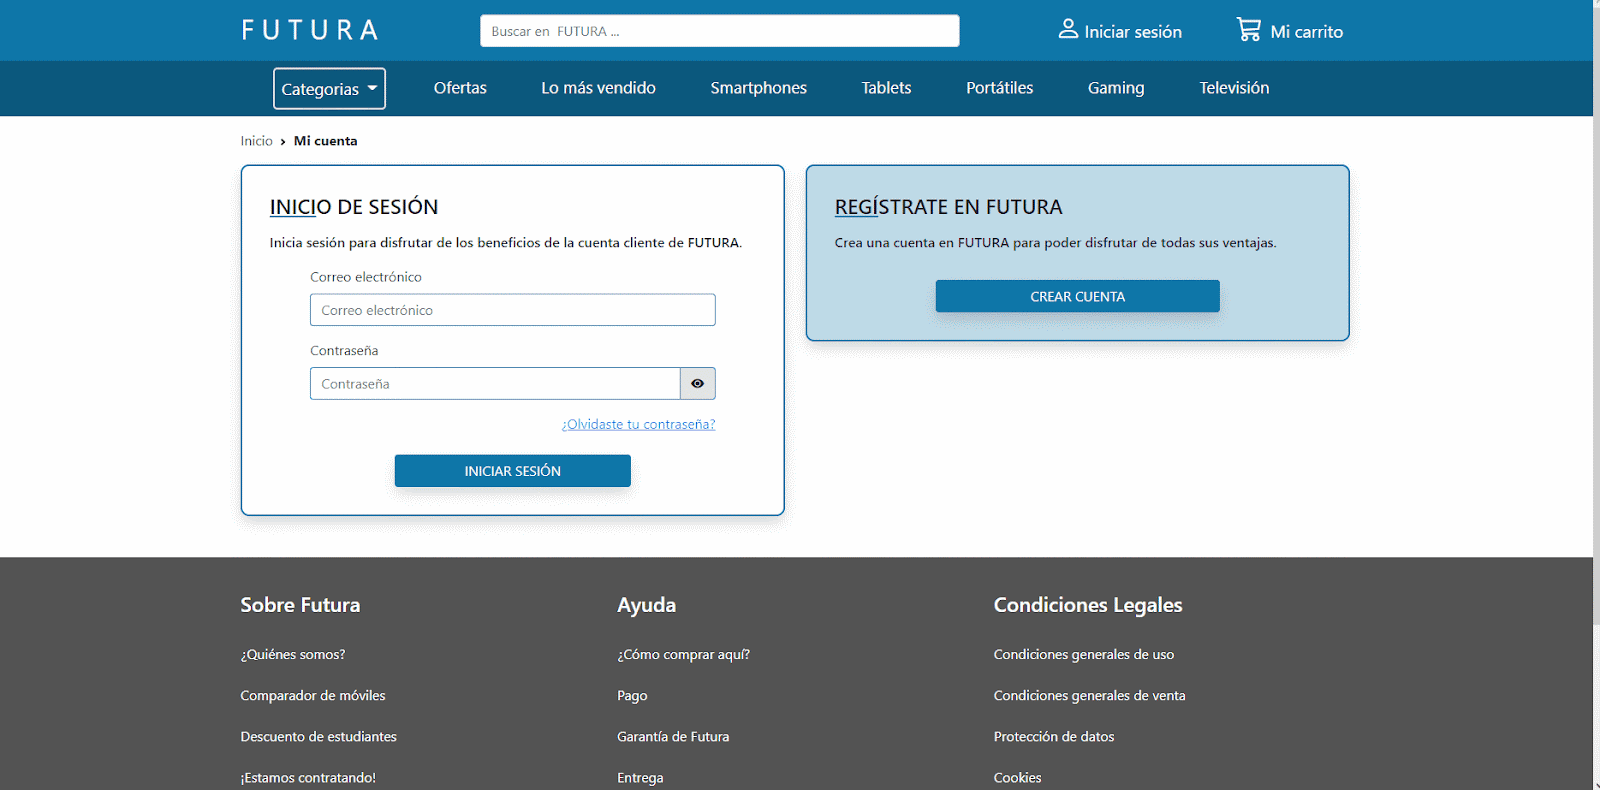 FUTURA
Buscar en FUTURA ...
Iniciar sesión
Mi carrito
Categorias
Ofertas
Lo más vendido
Smartphones
Tablets
Portátiles
Gaming
Televisión
Inicio › Mi cuenta
INICIO DE SESIÓN
Inicia sesión para disfrutar de los beneficios de la cuenta cliente de FUTURA.
Correo electrónico
Correo electrónico
Contraseña
Contraseña
¿Olvidaste tu contraseña?
INICIAR SESIÓN
REGÍSTRATE EN FUTURA
Crea una cuenta en FUTURA para poder disfrutar de todas sus ventajas.
CREAR CUENTA
Sobre Futura
¿Quiénes somos?
Comparador de móviles
Descuento de estudiantes
¡Estamos contratando!
Ayuda
¿Cómo comprar aquí?
Pago
Garantía de Futura
Entrega
Condiciones Legales
Condiciones generales de uso
Condiciones generales de venta
Protección de datos
Cookies